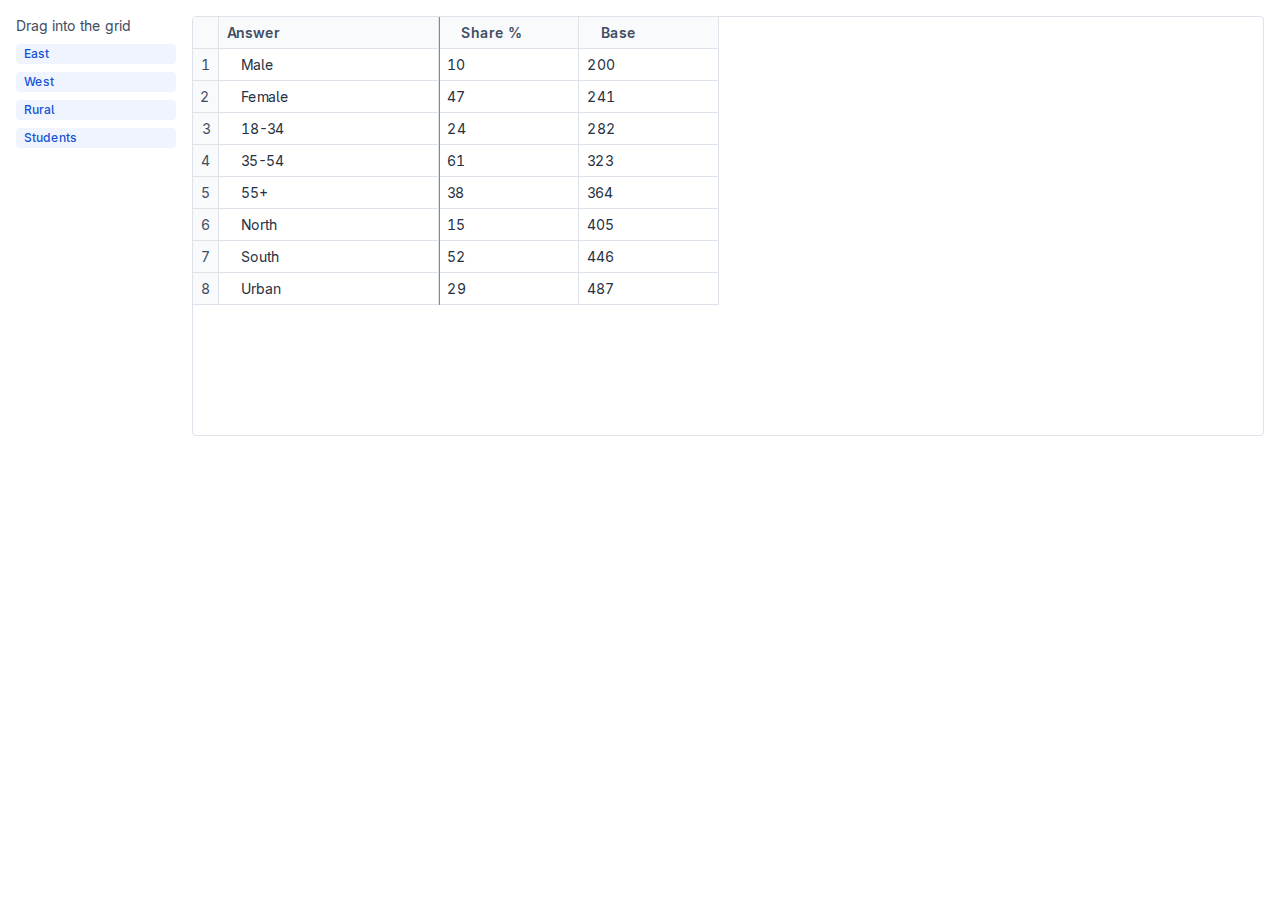 Drag into the grid
East
West
Rural
Students
Answer Share % Base
1 Male 10 200
2 Female 47 241
3 18-34 24 282
4 35-54 61 323
5 55+ 38 364
6 North 15 405
7 South 52 446
8 Urban 29 487